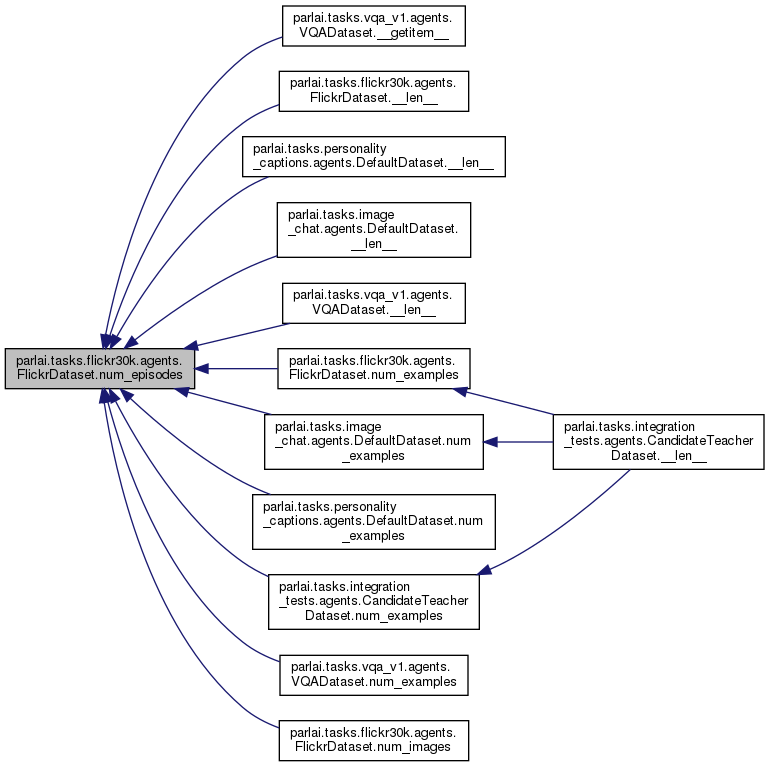 parlai.tasks.vqa_v1.agents.
VQADataset.__getitem__
parlai.tasks.flickr30k.agents.
FlickrDataset.__len__
parlai.tasks.personality
_captions.agents.DefaultDataset.__len__
parlai.tasks.image
_chat.agents.DefaultDataset.
__len__
parlai.tasks.vqa_v1.agents.
VQADataset.__len__
parlai.tasks.flickr30k.agents.
FlickrDataset.num_episodes
parlai.tasks.flickr30k.agents.
FlickrDataset.num_examples
parlai.tasks.image
_chat.agents.DefaultDataset.num
_examples
parlai.tasks.integration
_tests.agents.CandidateTeacher
Dataset.__len__
parlai.tasks.personality
_captions.agents.DefaultDataset.num
_examples
parlai.tasks.integration
_tests.agents.CandidateTeacher
Dataset.num_examples
parlai.tasks.vqa_v1.agents.
VQADataset.num_examples
parlai.tasks.flickr30k.agents.
FlickrDataset.num_images